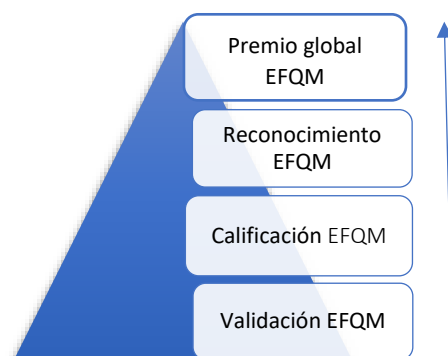 Premio global
EFQM
Reconocimiento
EFQM
Calificación EFQM
Validación EFQM